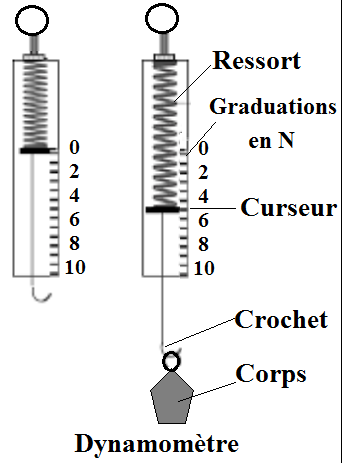 Ressort
Graduations
en N
0
2
4
6
8
10
0
2
4
6
8
10
Curseur
Crochet
Corps
Dynamomètre